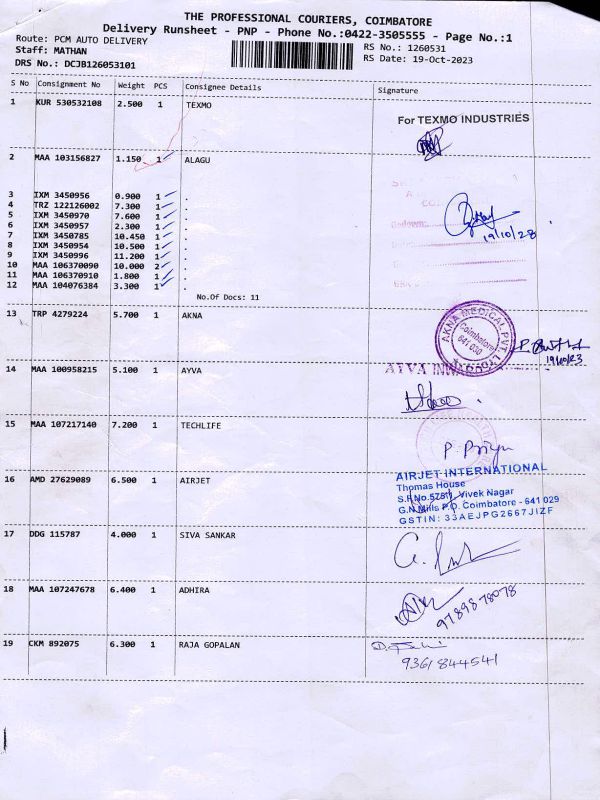 THE PROFESSIONAL COURIERS, COIMBATORE
Delivery Runsheet - PNP - Phone No.:0422-3505555 - Page No.:1
Route: PCM AUTO DELIVERY
RS No.: 1260531
Staff: MATHAN
RS Date: 19-Oct-2023
DRS No.: DCJB126053101
S No Consignment No Weight PCS Consignee Details Signature
1 KUR 530532108 2.500 1 TEXMO
For TEXMO INDUSTRIES
2 MAA 103156827 1.150 1 ALAGU
3 IXM 3450956 0.900 1 .
4 TRZ 122126002 7.300 1 .
5 IXM 3450970 7.600 1 .
6 IXM 3450957 2.300 1 .
7 IXM 3450785 10.450 1 .
8 IXM 3450954 10.500 1 .
9 IXM 3450996 11.200 1 .
10 MAA 106370090 10.000 2 .
11 MAA 106370910 1.800 1 .
12 MAA 104076384 3.300 1 .
19/10/23
No.Of Docs: 11
13 TRP 4279224 5.700 1 AKNA
AKNA MEDICAL PVT. LTD.
Coimbatore
641 030
19/10/23
14 MAA 100958215 5.100 1 AYVA
AYVA
15 MAA 107217140 7.200 1 TECHLIFE
P. Priya
16 AMD 27629089 6.500 1 AIRJET
AIRJET INTERNATIONAL
Thomas House
Vivek Nagar
G.N.Mills P.O. Coimbatore - 641 029
GSTIN: 33AEJPG2667J1ZF
17 DDG 115787 4.000 1 SIVA SANKAR
18 MAA 107247678 6.400 1 ADHIRA
9789878078
19 CKM 892075 6.300 1 RAJA GOPALAN
9361844541